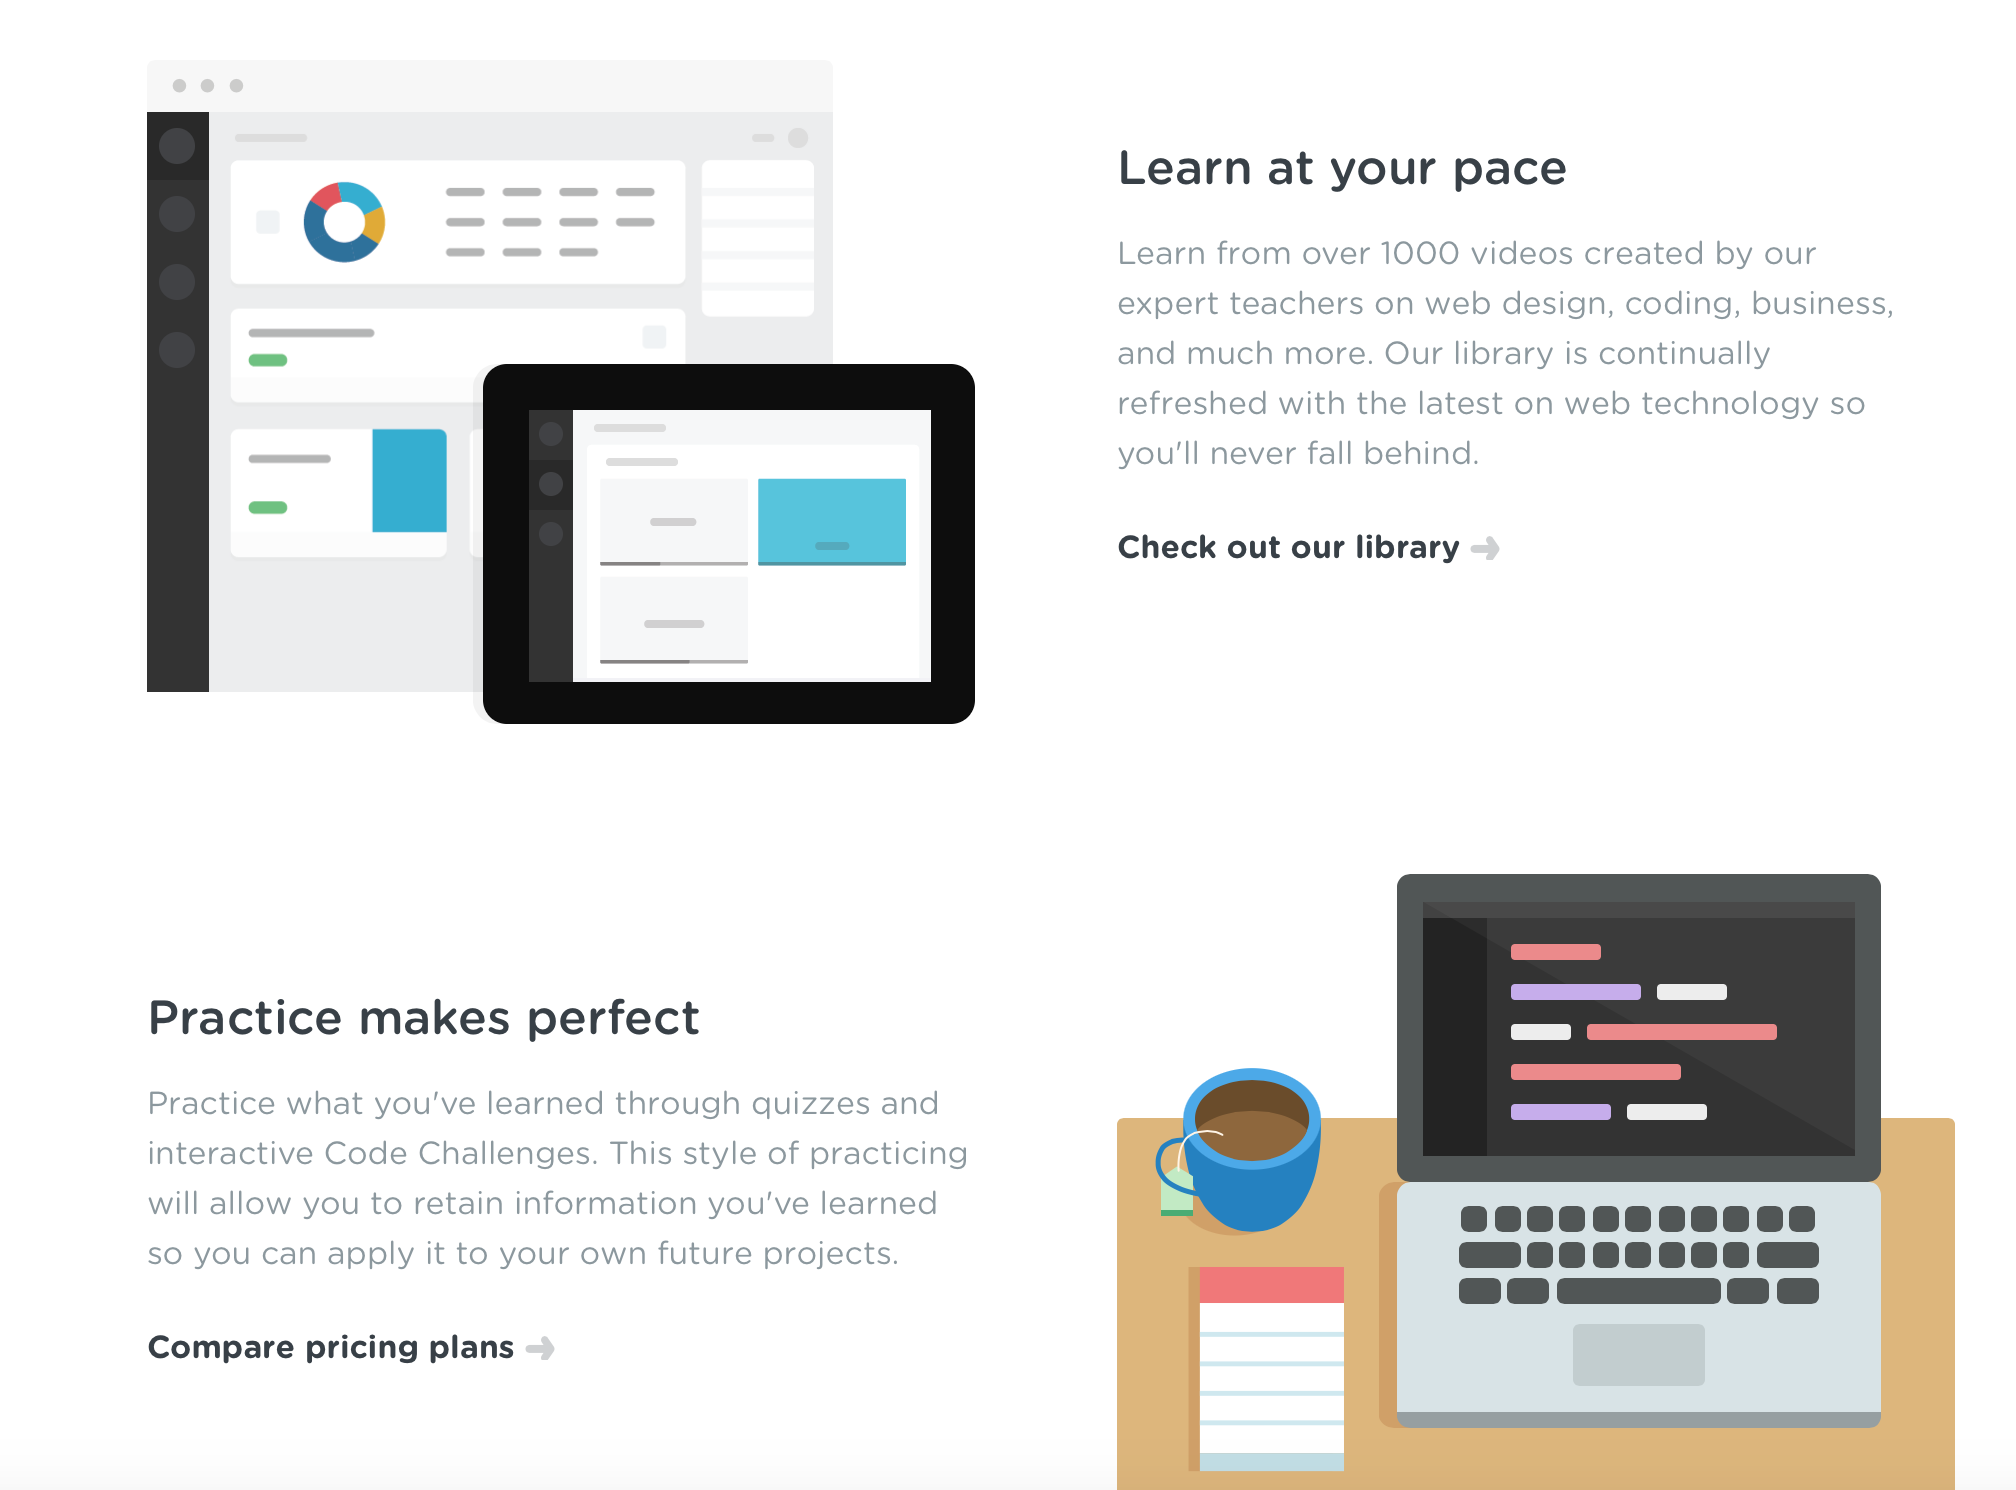 Learn at your pace
Learn from over 1000 videos created by our
expert teachers on web design, coding, business,
and much more. Our library is continually
refreshed with the latest on web technology so
you'll never fall behind.
Check out our library
Practice makes perfect
Practice what you've learned through quizzes and
interactive Code Challenges. This style of practicing
will allow you to retain information you've learned
so you can apply it to your own future projects.
Compare pricing plans